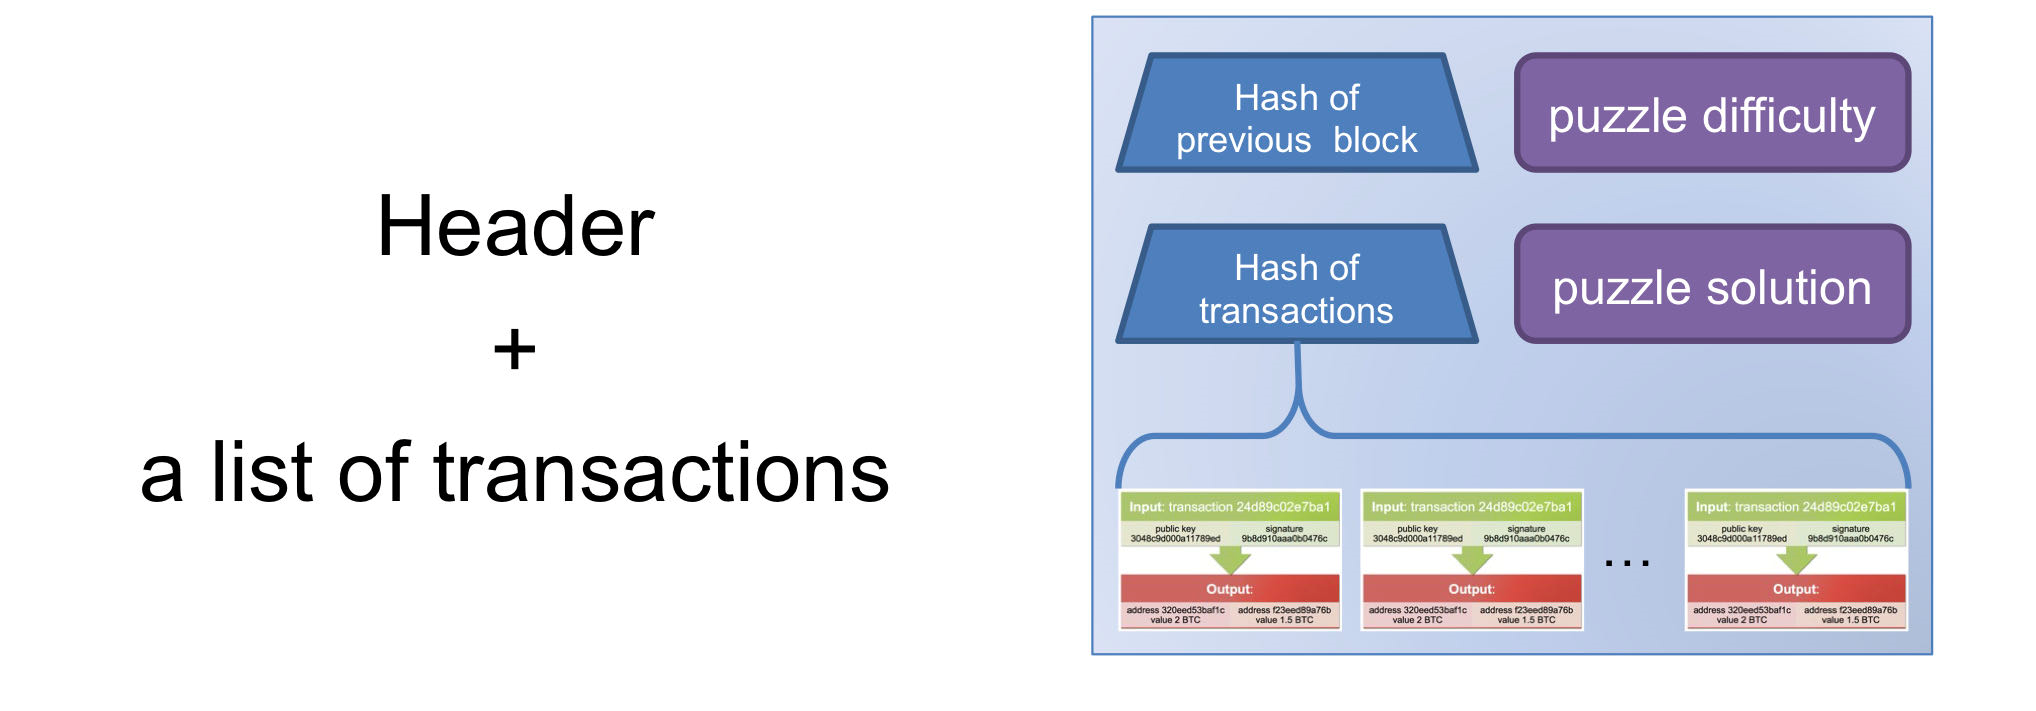 Header
+
a list of transactions
Hash of
previous block
puzzle difficulty
Hash of
transactions
puzzle solution
Input: transaction 24d89c02e7ba1
public key
3048c9d000a11789ed
signature
9b8d910aaa0b0476c
Output:
address 320eed53baf1c
value 2 BTC
address f23eed89a76b
value 1.5 BTC
Input: transaction 24d89c02e7ba1
public key
3048c9d000a11789ed
signature
9b8d910aaa0b0476c
Output:
address 320eed53baf1c
value 2 BTC
address f23eed89a76b
value 1.5 BTC
...
Input: transaction 24d89c02e7ba1
public key
3048c9d000a11789ed
signature
9b8d910aaa0b0476c
Output:
address 320eed53baf1c
value 2 BTC
address f23eed89a76b
value 1.5 BTC